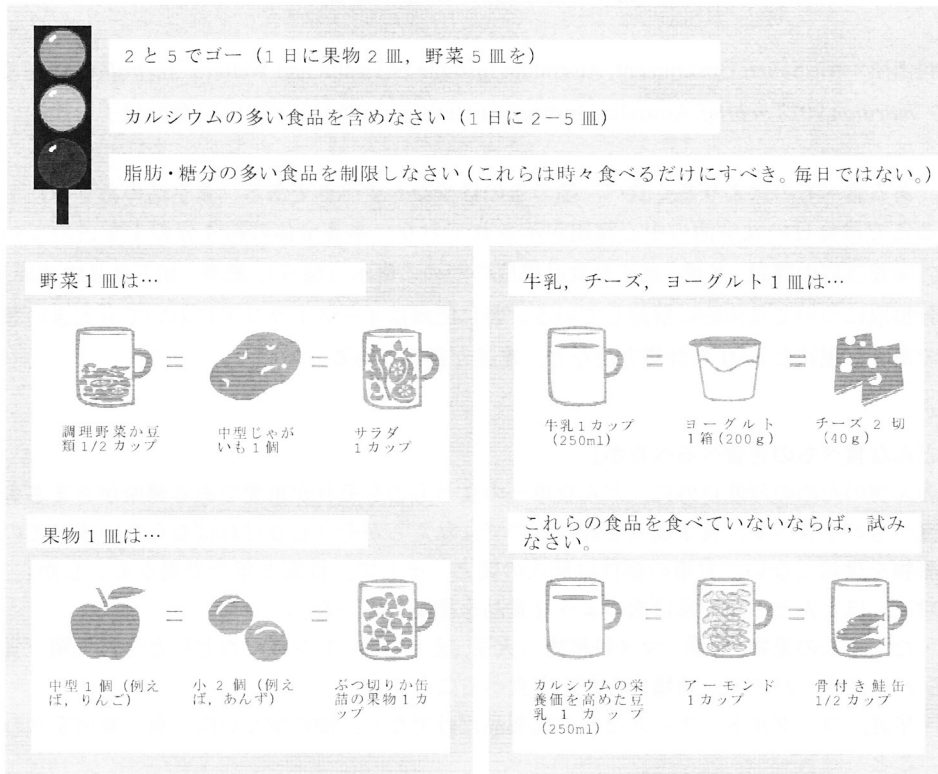 2と5でゴー（1日に果物2皿，野菜5皿を）
カルシウムの多い食品を含めなさい（1日に2－5皿）
脂肪・糖分の多い食品を制限しなさい（これらは時々食べるだけにすべき。毎日ではない。）
野菜1皿は…
＝ ＝
調理野菜か豆
類1/2カップ
中型じゃが
いも1個
サラダ
1カップ
果物1皿は…
＝ ＝
中型1個（例え
ば，りんご）
小2個（例え
ば，あんず）
ぶつ切りか缶
詰の果物1カ
ップ
牛乳，チーズ，ヨーグルト1皿は…
＝ ＝
牛乳1カップ
（250ml）
ヨーグルト
1箱（200g）
チーズ2切
（40g）
これらの食品を食べていないならば，試み
なさい。
＝ ＝
カルシウムの栄
養価を高めた豆
乳1カップ
（250ml）
アーモンド
1カップ
骨付き鮭缶
1/2カップ